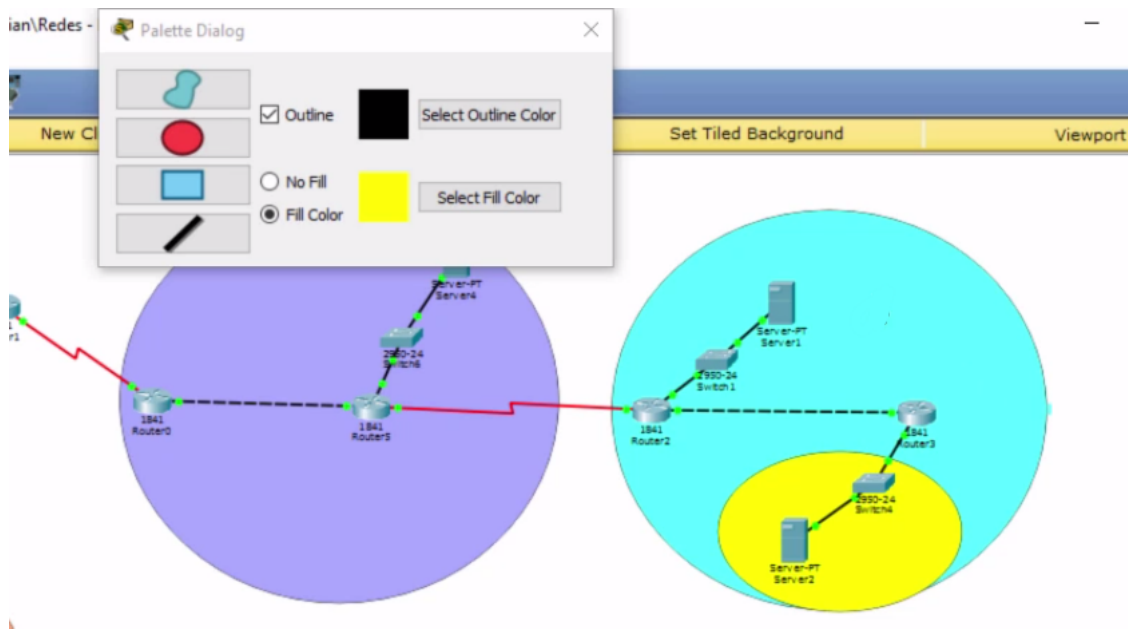 ian\Redes -
Palette Dialog
Outline
Select Outline Color
No Fill
Fill Color
Select Fill Color
New Cl
Set Tiled Background
Viewport
r1
Server-PT
Server4
2950-24
Switch6
1841
Router0
1841
Router5
Server-PT
Server1
2950-24
Switch1
1841
Router2
1841
Router3
2950-24
Switch4
Server-PT
Server2